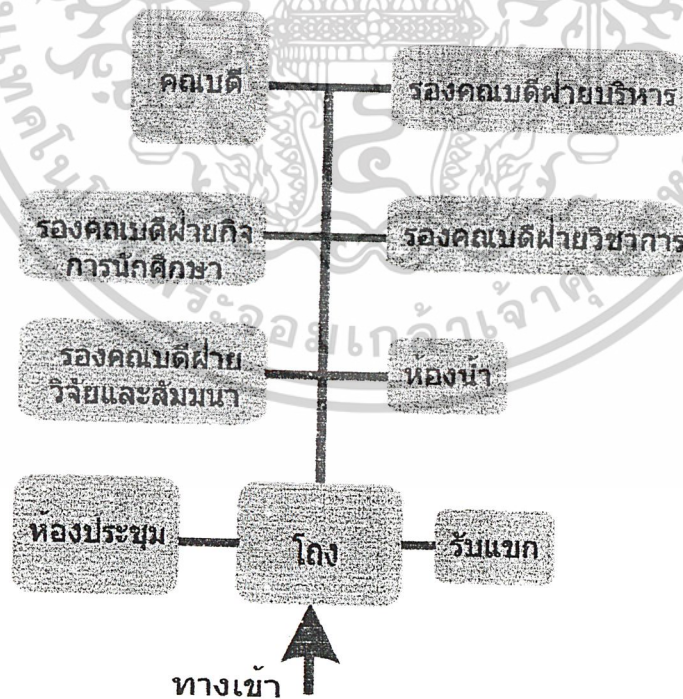 คณบดี
รองคณบดีฝ่ายบริหาร
รองคณบดีฝ่ายกิจ
การนักศึกษา
รองคณบดีฝ่ายวิชาการ
รองคณบดีฝ่าย
วิจัยและสัมมนา
ห้องน้ำ
ห้องประชุม
โถง
รับแขก
ทางเข้า